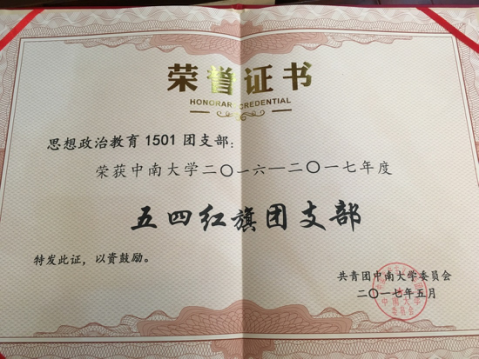 荣誉证书
HONORARY CREDENTIAL
思想政治教育1501团支部:
荣获中南大学二〇一六—二〇一七年度
五四红旗团支部
特发此证，以资鼓励。
共青团中南大学委员会
二〇一七年五月